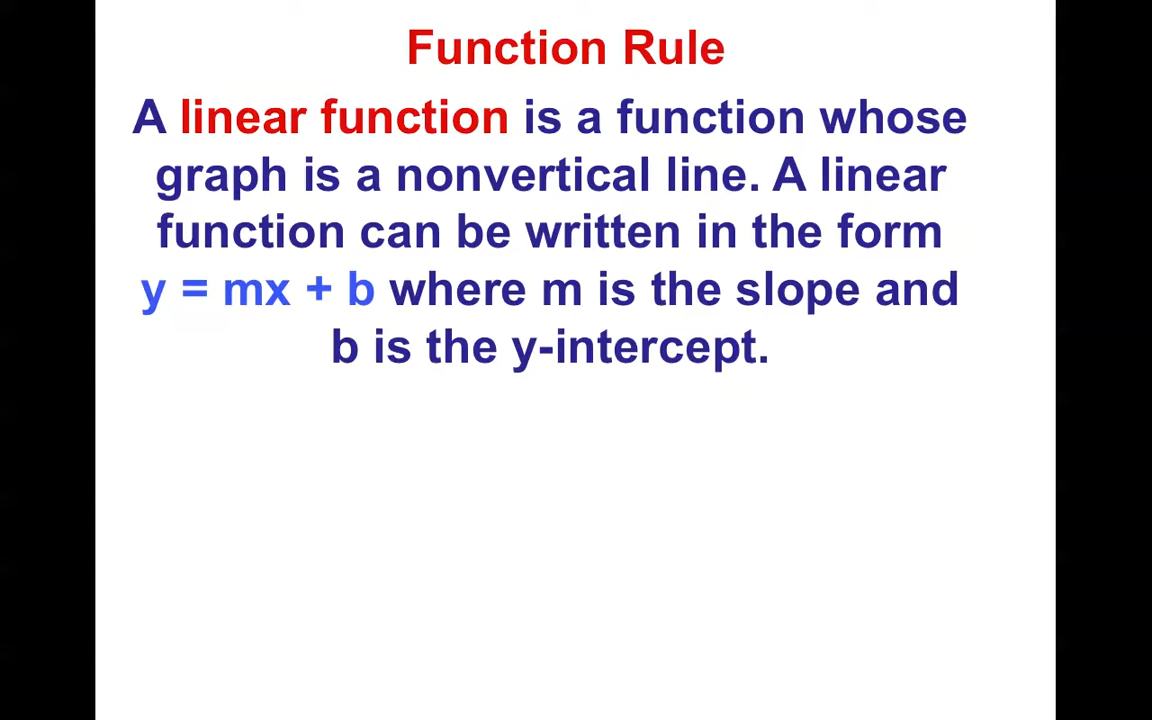 Function Rule
A linear function is a function whose
graph is a nonvertical line. A linear
function can be written in the form
y = mx + b where m is the slope and
b is the y-intercept.